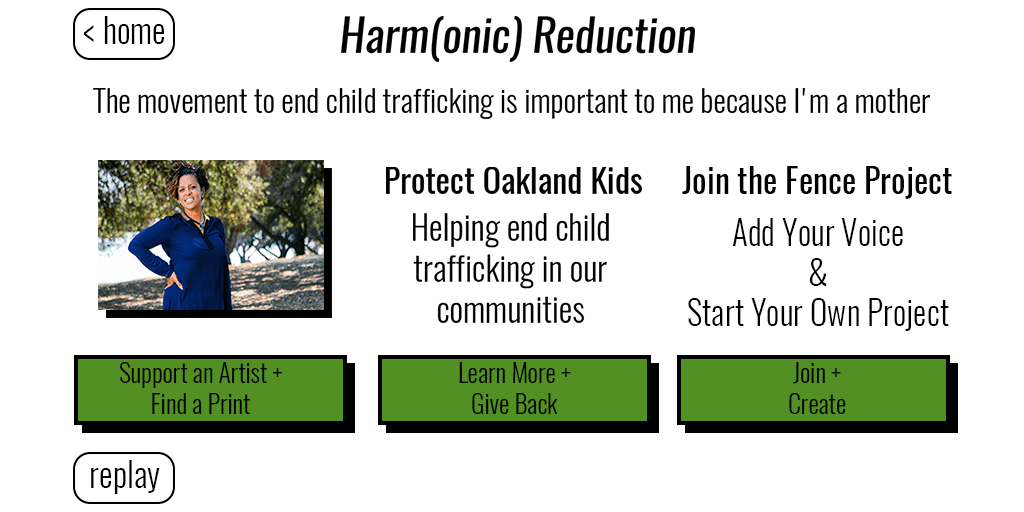 < home
Harm(onic) Reduction
The movement to end child trafficking is important to me because I'm a mother
Protect Oakland Kids
Helping end child
trafficking in our
communities
Join the Fence Project
Add Your Voice
&
Start Your Own Project
Support an Artist +
Find a Print
Learn More +
Give Back
Join +
Create
replay